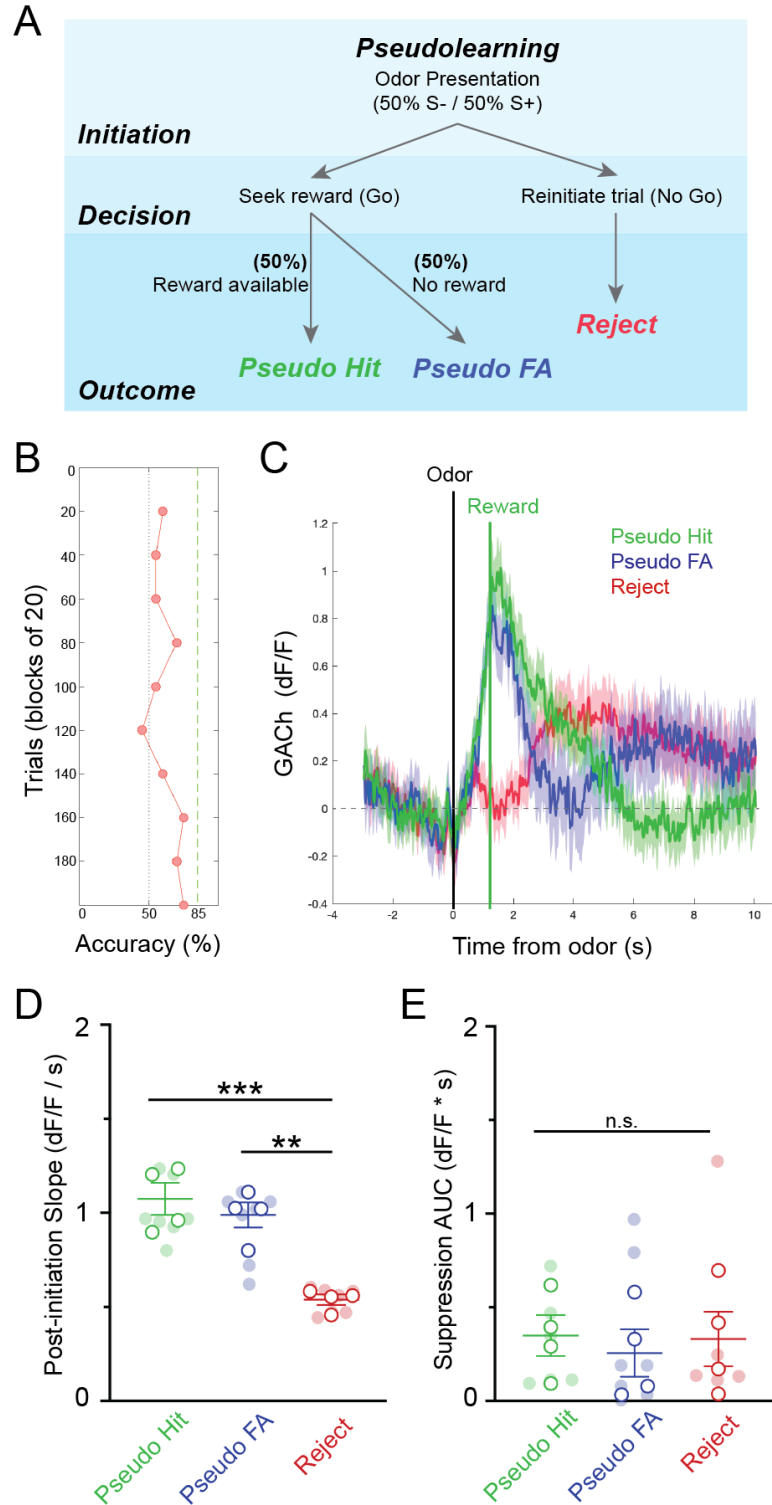 A
Pseudolearning
Odor Presentation
(50% S- / 50% S+)
Initiation
Seek reward (Go)
Reinitiate trial (No Go)
Decision
(50%)
Reward available
(50%)
No reward
Reject
Pseudo Hit
Pseudo FA
Outcome
B
0
20
40
60
80
100
120
140
160
180
Trials (blocks of 20)
0
50
85
Accuracy (%)
C
Odor
Reward
Pseudo Hit
Pseudo FA
Reject
1.2
1
0.8
0.6
0.4
0.2
0
-0.2
-0.4
GACh (dF/F)
-4
-2
0
2
4
6
8
10
Time from odor (s)
D
2
1
0
Post-initiation Slope (dF/F / s)
***
**
Pseudo Hit
Pseudo FA
Reject
E
2
1
0
Suppression AUC (dF/F * s)
n.s.
Pseudo Hit
Pseudo FA
Reject